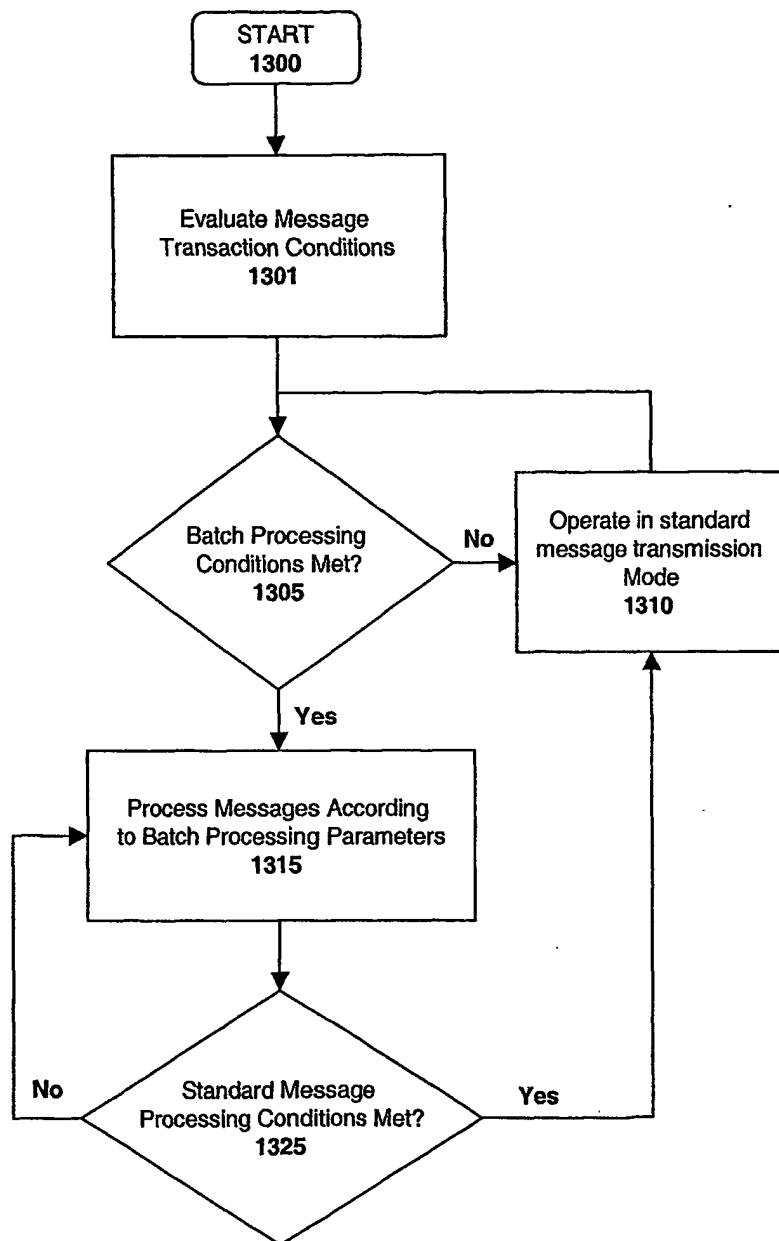 START
1300
Evaluate Message
Transaction Conditions
1301
Batch Processing
Conditions Met?
1305
No
Operate in standard
message transmission
Mode
1310
Yes
Process Messages According
to Batch Processing Parameters
1315
No
Standard Message
Processing Conditions Met?
1325
Yes